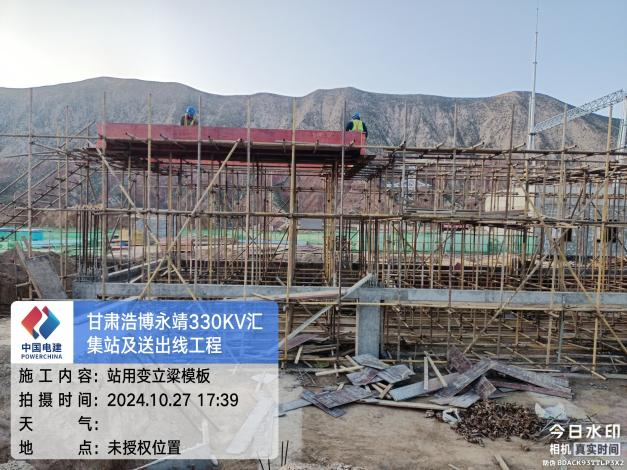 甘肃浩博永靖330KV汇
集站及送出线工程
中国电建
POWERCHINA
施工内容：站用变立梁模板
拍摄时间：2024.10.27 17:39
天气：
地点：未授权位置
今日水印
相机 真实时间
防伪 BDACK93TTLP3X2